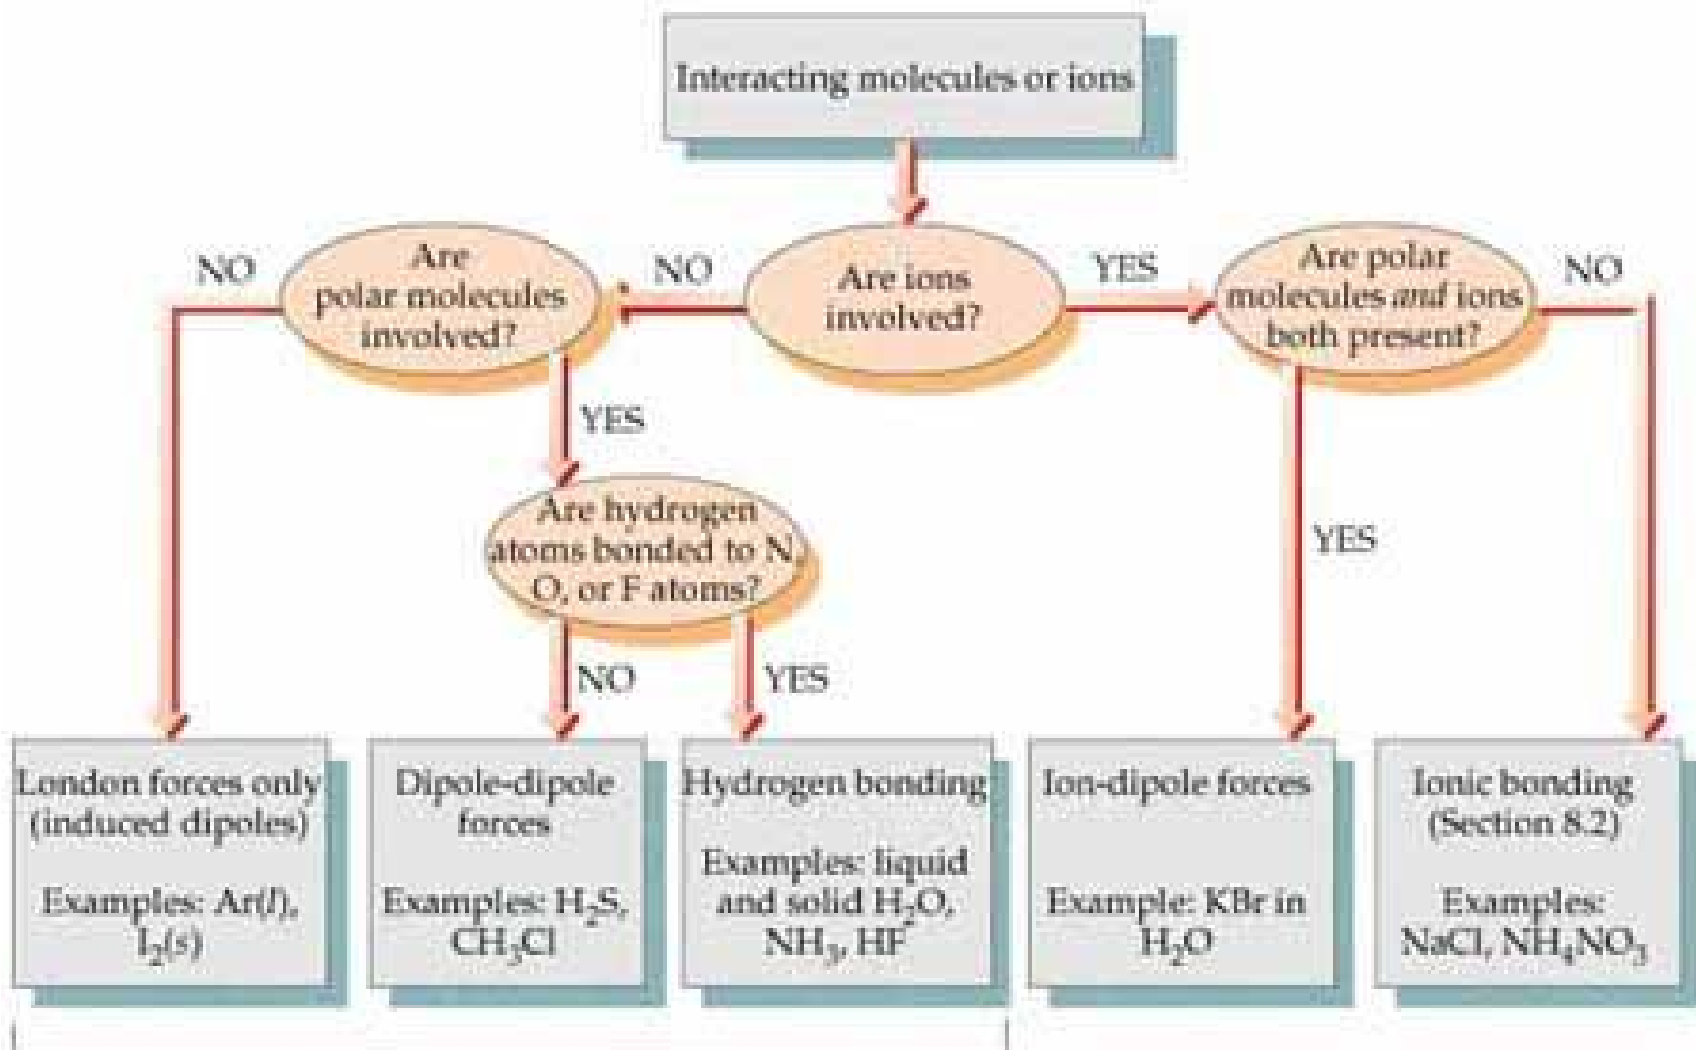 Interacting molecules or ions
NO
Are
polar molecules
involved?
NO
Are ions
involved?
YES
Are polar
molecules and ions
both present?
NO
YES
Are hydrogen
atoms bonded to N,
O, or F atoms?
YES
NO
YES
London forces only
(induced dipoles)
Examples: Ar(l),
I₂(s)
Dipole-dipole
forces
Examples: H₂S,
CH₃Cl
Hydrogen bonding
Examples: liquid
and solid H₂O,
NH₃, HF
Ion-dipole forces
Example: KBr in
H₂O
Ionic bonding
(Section 8.2)
Examples:
NaCl, NH₄NO₃